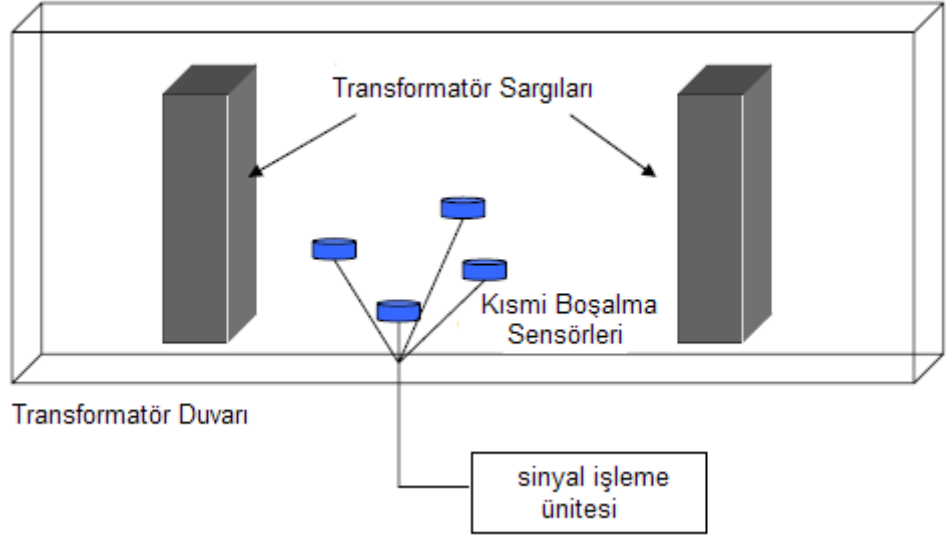 Transformatör Sargıları
Kısmi Boşalma
Sensörleri
Transformatör Duvarı
sinyal işleme
ünitesi